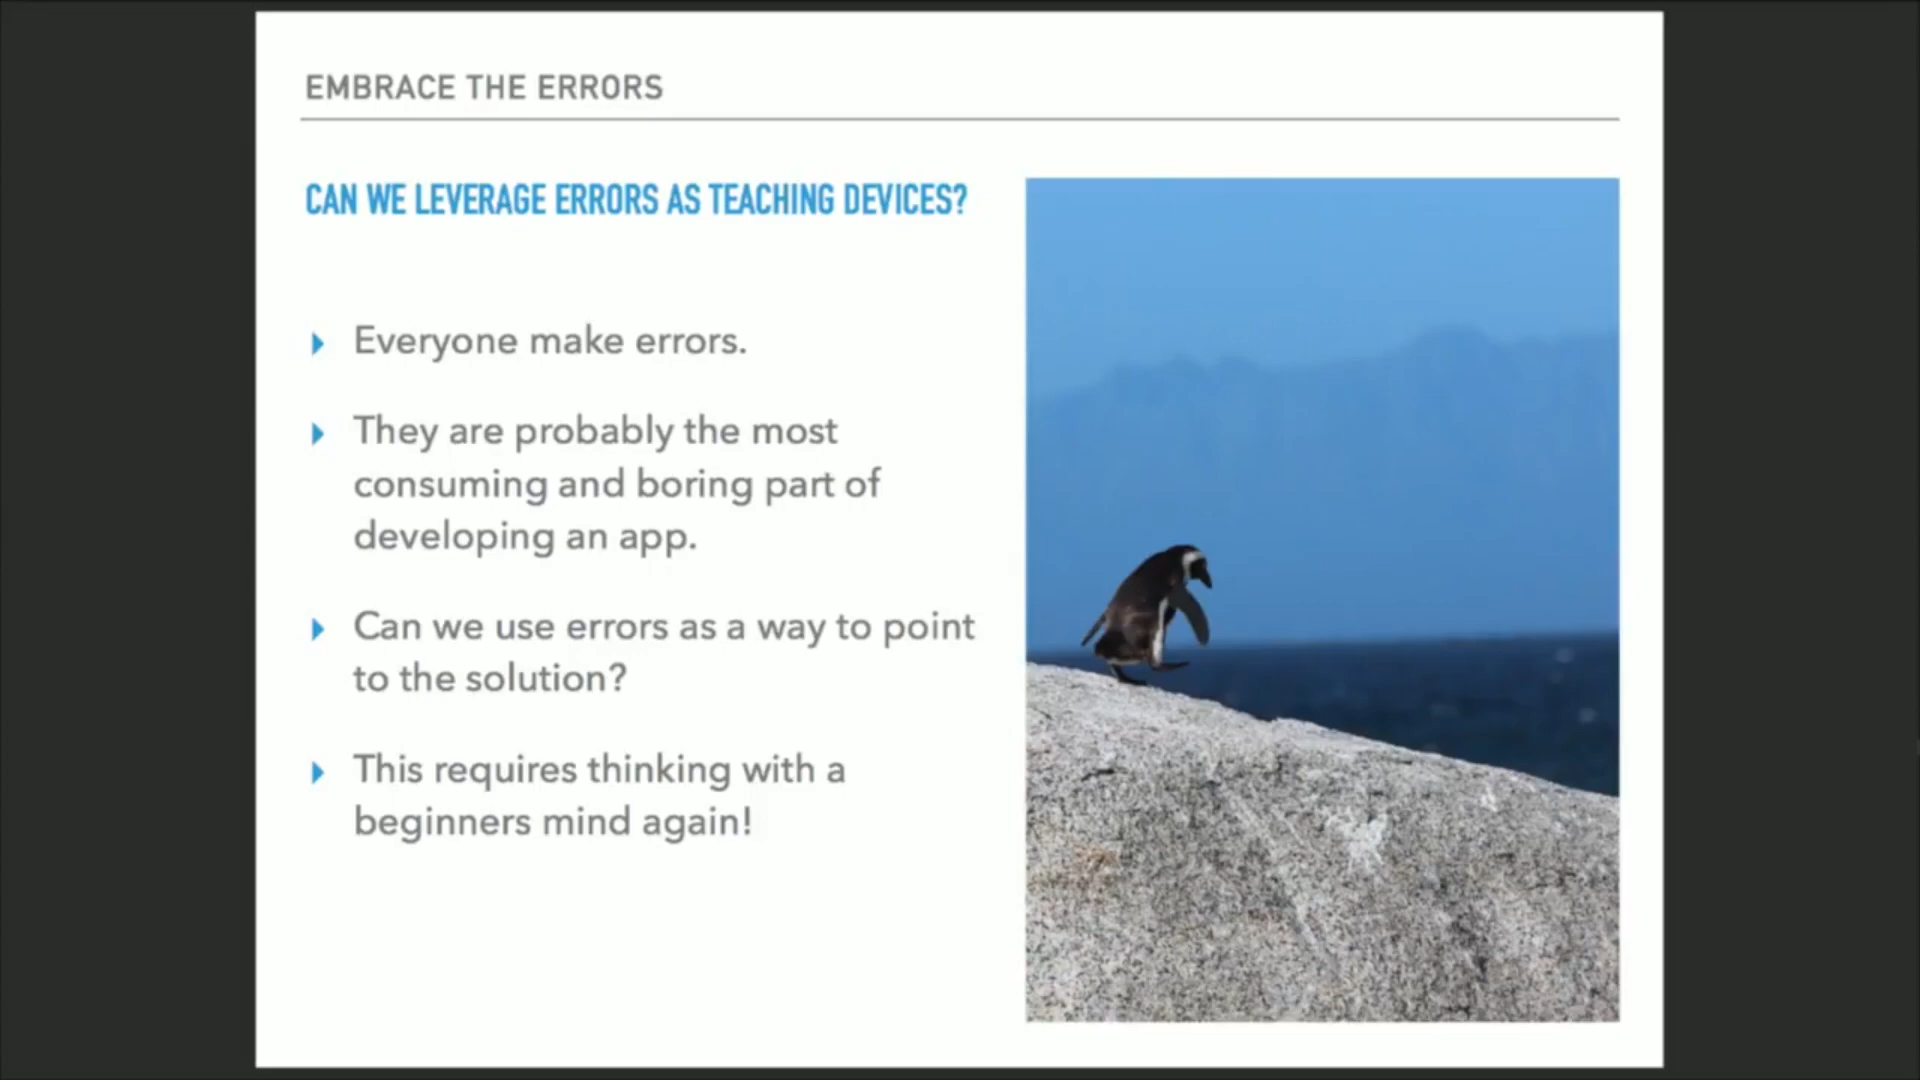 EMBRACE THE ERRORS
CAN WE LEVERAGE ERRORS AS TEACHING DEVICES?
Everyone make errors.
They are probably the most
consuming and boring part of
developing an app.
Can we use errors as a way to point
to the solution?
This requires thinking with a
beginners mind again!